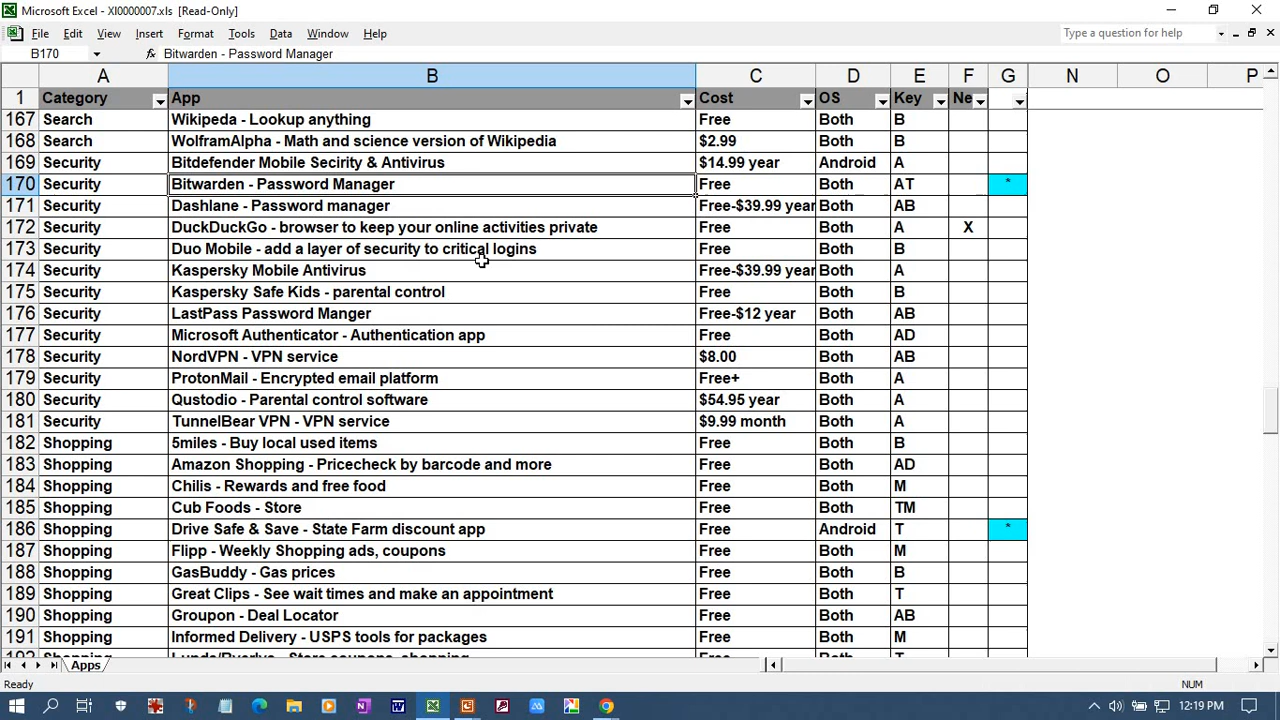 Microsoft Excel - XI0000007.xls [Read-Only]
File Edit View Insert Format Tools Data Window Help Type a question for help
B170 fx Bitwarden - Password Manager
A B C D E F G N O P
1 Category App Cost OS Key Ne
167 Search Wikipeda - Lookup anything Free Both B
168 Search WolframAlpha - Math and science version of Wikipedia $2.99 Both B
169 Security Bitdefender Mobile Secirity & Antivirus $14.99 year Android A
170 Security Bitwarden - Password Manager Free Both AT *
171 Security Dashlane - Password manager Free-$39.99 year Both AB
172 Security DuckDuckGo - browser to keep your online activities private Free Both A X
173 Security Duo Mobile - add a layer of security to critical logins Free Both B
174 Security Kaspersky Mobile Antivirus Free-$39.99 year Both A
175 Security Kaspersky Safe Kids - parental control Free Both B
176 Security LastPass Password Manger Free-$12 year Both AB
177 Security Microsoft Authenticator - Authentication app Free Both AD
178 Security NordVPN - VPN service $8.00 Both AB
179 Security ProtonMail - Encrypted email platform Free+ Both A
180 Security Qustodio - Parental control software $54.95 year Both A
181 Security TunnelBear VPN - VPN service $9.99 month Both A
182 Shopping 5miles - Buy local used items Free Both B
183 Shopping Amazon Shopping - Pricecheck by barcode and more Free Both AD
184 Shopping Chilis - Rewards and free food Free Both M
185 Shopping Cub Foods - Store Free Both TM
186 Shopping Drive Safe & Save - State Farm discount app Free Android T *
187 Shopping Flipp - Weekly Shopping ads, coupons Free Both M
188 Shopping GasBuddy - Gas prices Free Both B
189 Shopping Great Clips - See wait times and make an appointment Free Both T
190 Shopping Groupon - Deal Locator Free Both AB
191 Shopping Informed Delivery - USPS tools for packages Free Both M
Apps
Ready NUM
12:19 PM